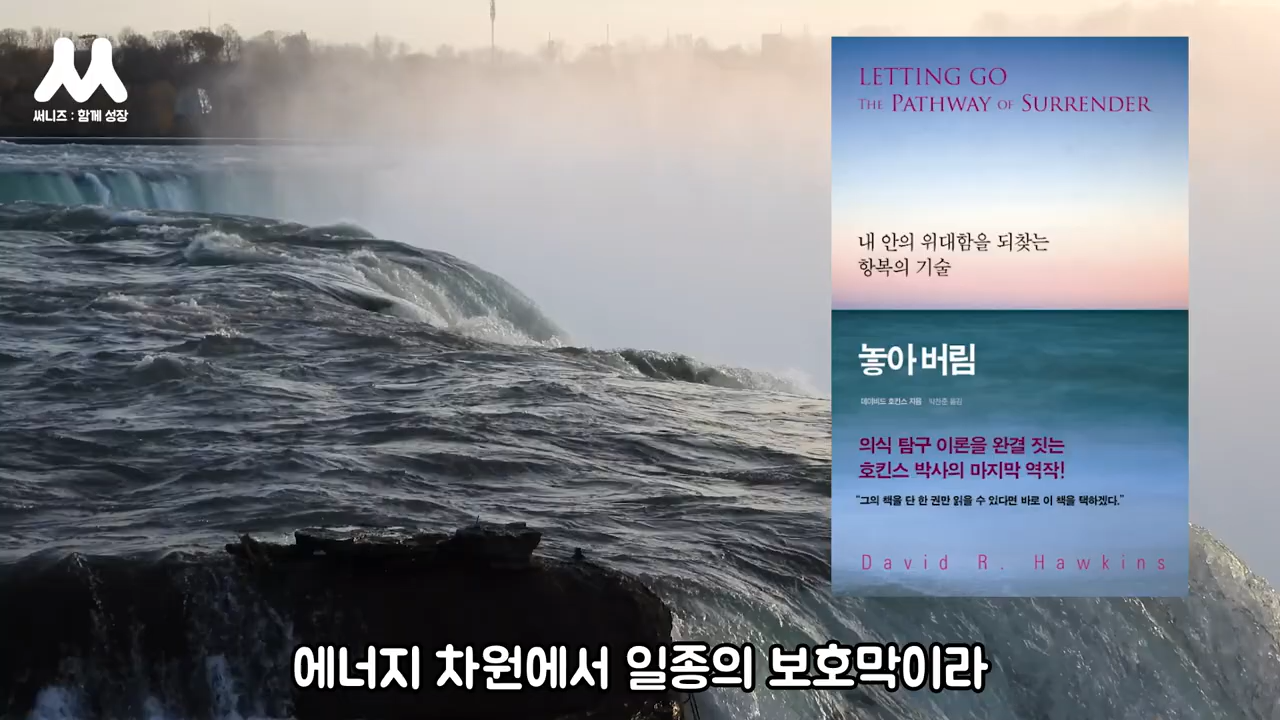 써니즈 : 함께 성장
LETTING GO
THE PATHWAY OF SURRENDER
내 안의 위대함을 되찾는
항복의 기술
놓아 버림
데이비드 호킨스 지음 박찬준 옮김
의식 탐구 이론을 완결 짓는
호킨스 박사의 마지막 역작!
"그의 책을 단 한 권만 읽을 수 있다면 바로 이 책을 택하겠다."
David R. Hawkins
에너지 차원에서 일종의 보호막이라